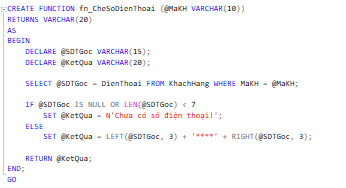 CREATE FUNCTION fn_CheSoDienThoai (@MaKH VARCHAR(10))
RETURNS VARCHAR(20)
AS
BEGIN
DECLARE @SDTGoc VARCHAR(15);
DECLARE @KetQua VARCHAR(20);
SELECT @SDTGoc = DienThoai FROM KhachHang WHERE MaKH = @MaKH;
IF @SDTGoc IS NULL OR LEN(@SDTGoc) < 7
SET @KetQua = N'Chưa có số điện thoại!';
ELSE
SET @KetQua = LEFT(@SDTGoc, 3) + '****' + RIGHT(@SDTGoc, 3);
RETURN @KetQua;
END;
GO